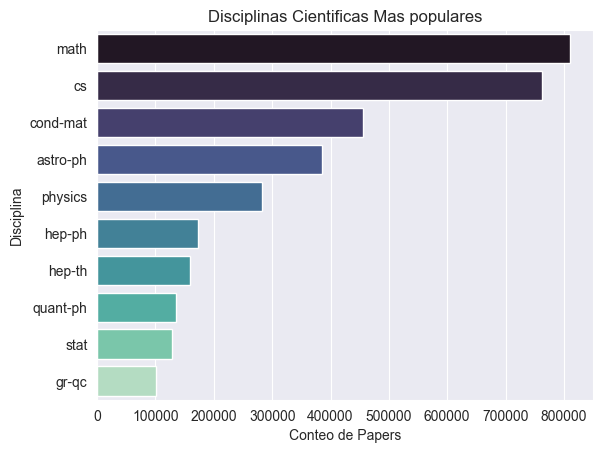 Disciplinas Cientificas Mas populares
Disciplina
math
cs
cond-mat
astro-ph
physics
hep-ph
hep-th
quant-ph
stat
gr-qc
0 100000 200000 300000 400000 500000 600000 700000 800000
Conteo de Papers